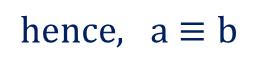 hence, a ≡ b